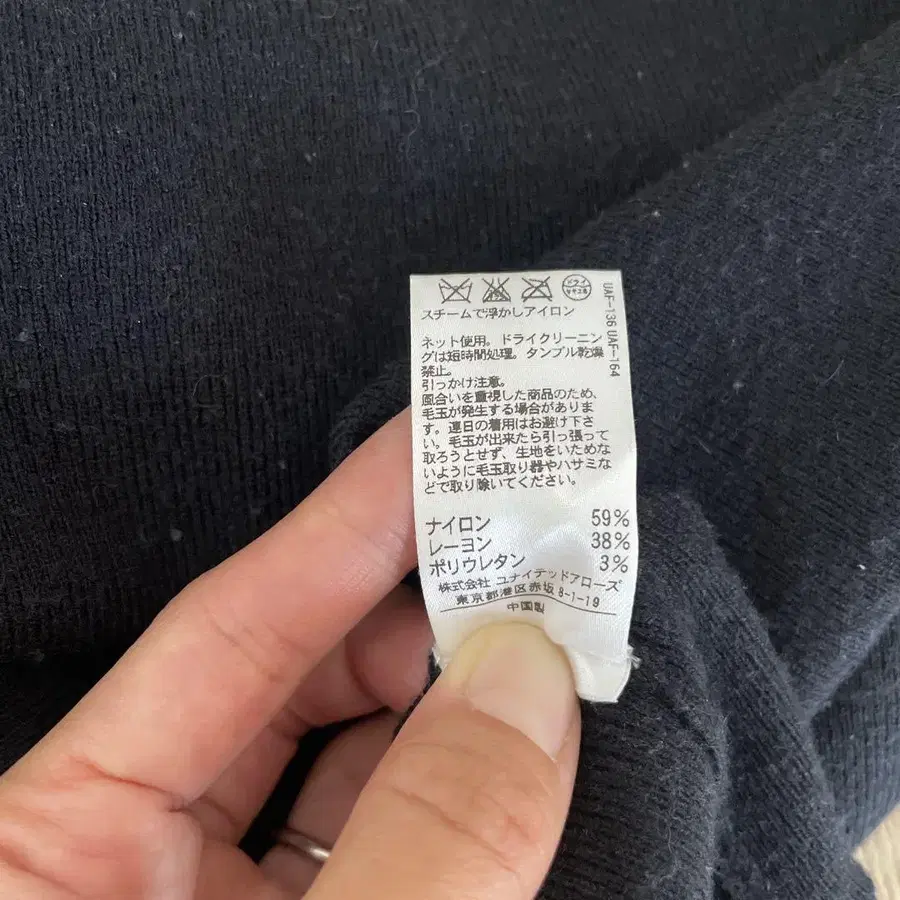 ドライ
セキユ系
スチームで浮かしアイロン
ネット使用。ドライクリーニン
グは短時間処理。タンブル乾燥
禁止。
引っかけ注意。
風合いを重視した商品のため、
毛玉が発生する場合がありま
す。連日の着用はお避け下さ
い。毛玉が出来たら引っ張って
取ろうとせず、生地をいためな
いように毛玉取り器やハサミな
どで取り除いてください。
ナイロン 59%
レーヨン 38%
ポリウレタン 3%
株式会社 ユナイテッドアローズ
東京都港区赤坂8-1-19
中国製
UAF-136 UAF-164